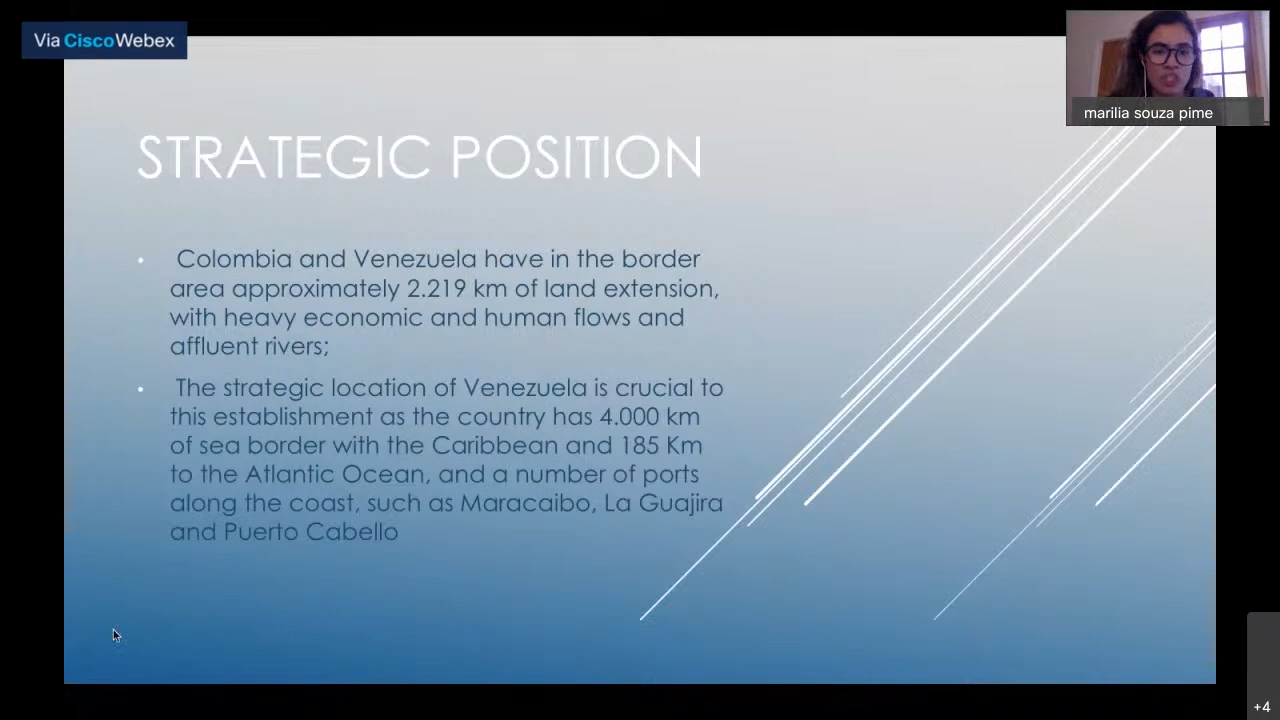 Via Cisco Webex
marilia souza pime
STRATEGIC POSITION
• Colombia and Venezuela have in the border
area approximately 2.219 km of land extension,
with heavy economic and human flows and
affluent rivers;
• The strategic location of Venezuela is crucial to
this establishment as the country has 4.000 km
of sea border with the Caribbean and 185 Km
to the Atlantic Ocean, and a number of ports
along the coast, such as Maracaibo, La Guajira
and Puerto Cabello
+4